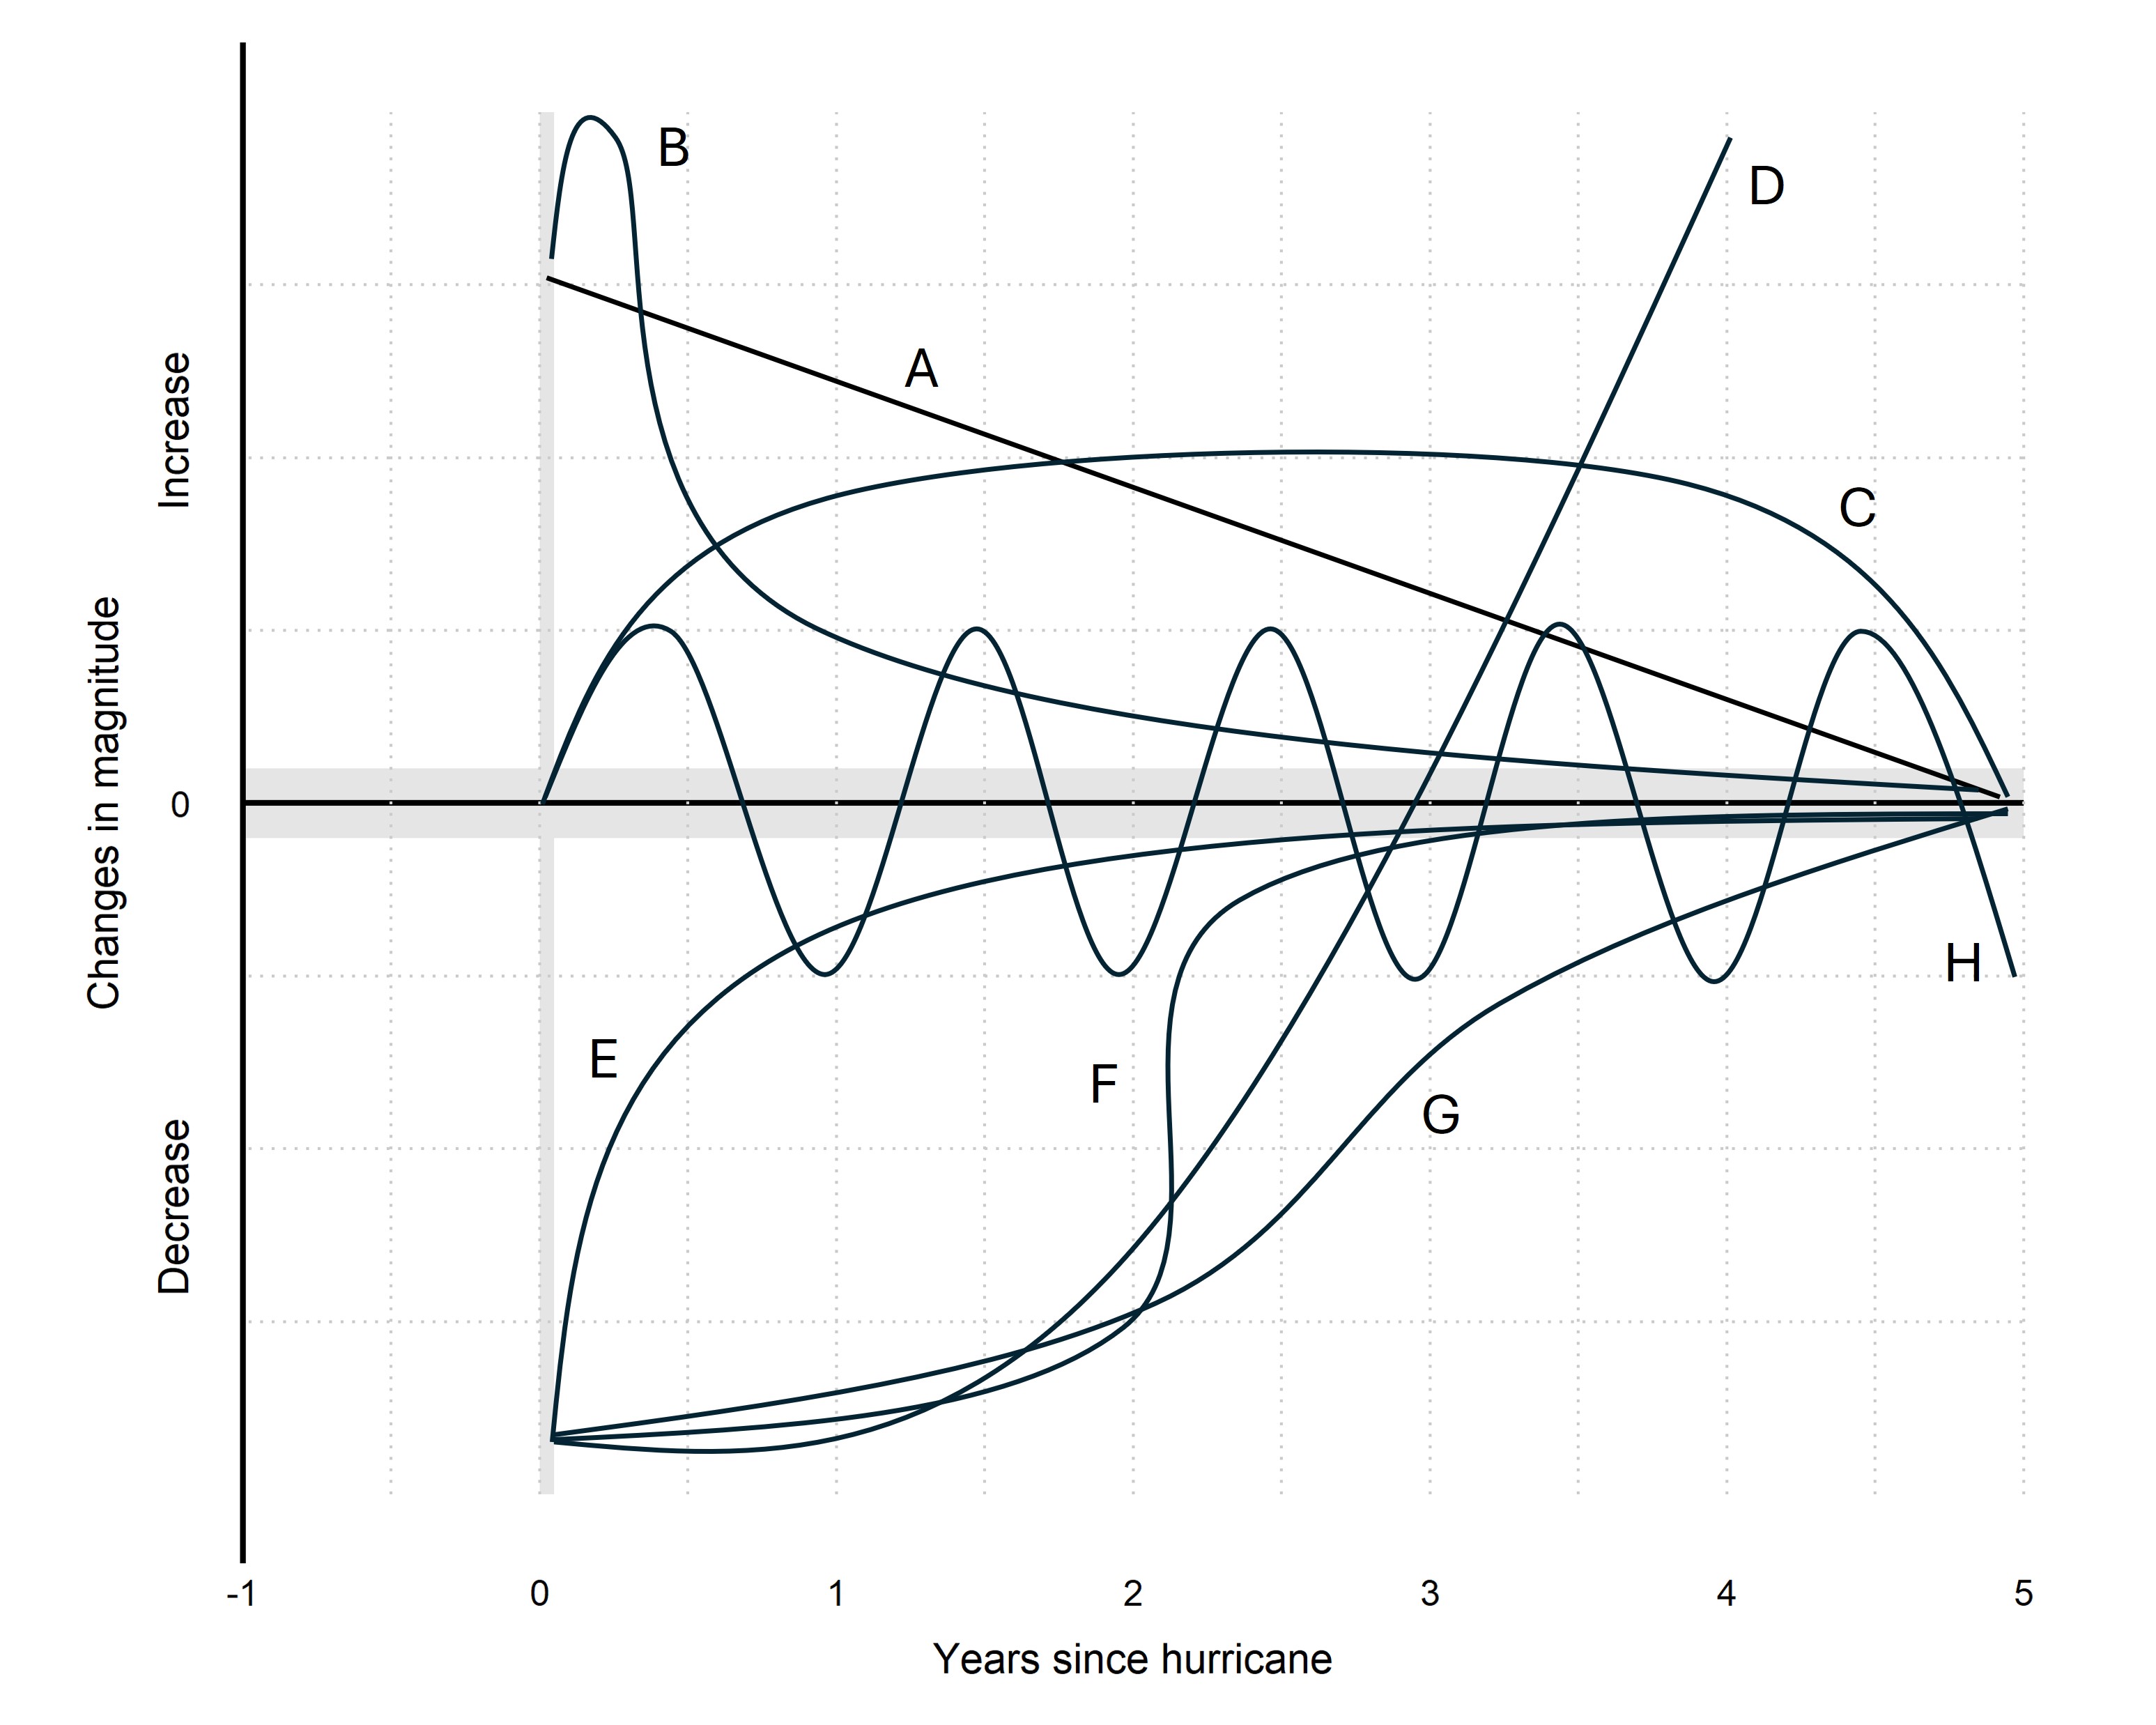 B
D
A
Increase
C
Changes in magnitude
0
H
E
F
G
Decrease
-1
0
1
2
3
4
5
Years since hurricane